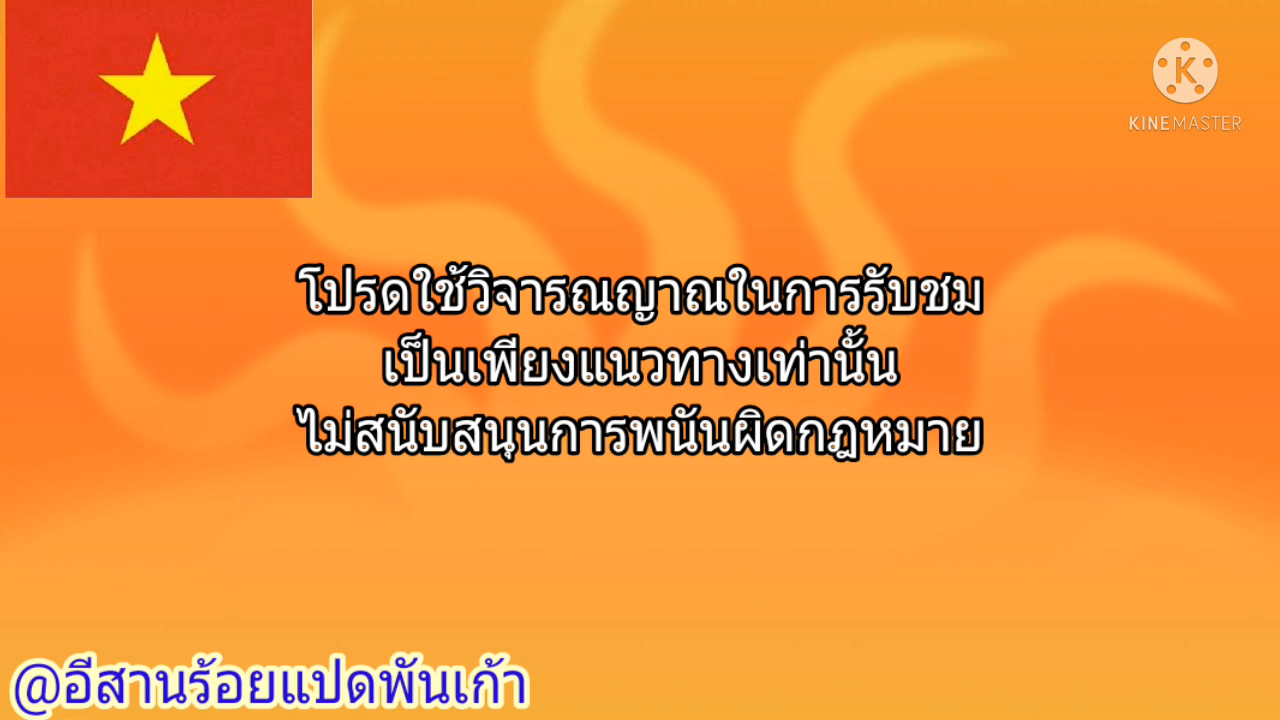 KINEMASTER
โปรดใช้วิจารณญาณในการรับชม
เป็นเพียงแนวทางเท่านั้น
ไม่สนับสนุนการพนันผิดกฎหมาย
@อีสานร้อยแปดพันเก้า